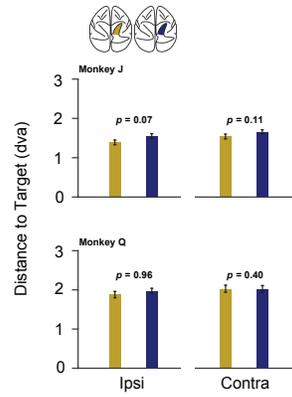 Monkey J
3
2
1
0
p = 0.07
p = 0.11
Distance to Target (dva)
Monkey Q
3
2
1
0
p = 0.96
p = 0.40
Ipsi
Contra